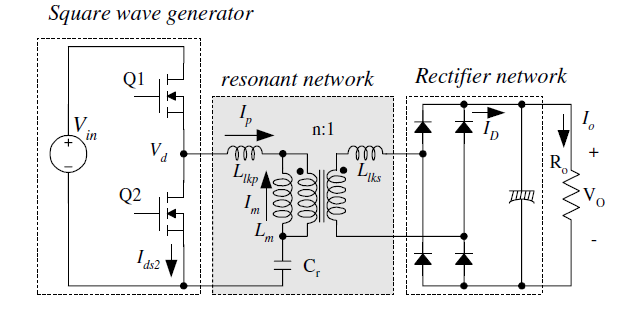 Square wave generator
resonant network
Rectifier network
Q1
I_p
n:1
I_D
I_o
V_in
+
V_d
L_lkp
L_lks
R_o
+
Q2
I_m
V_O
L_m
-
I_ds2
C_r